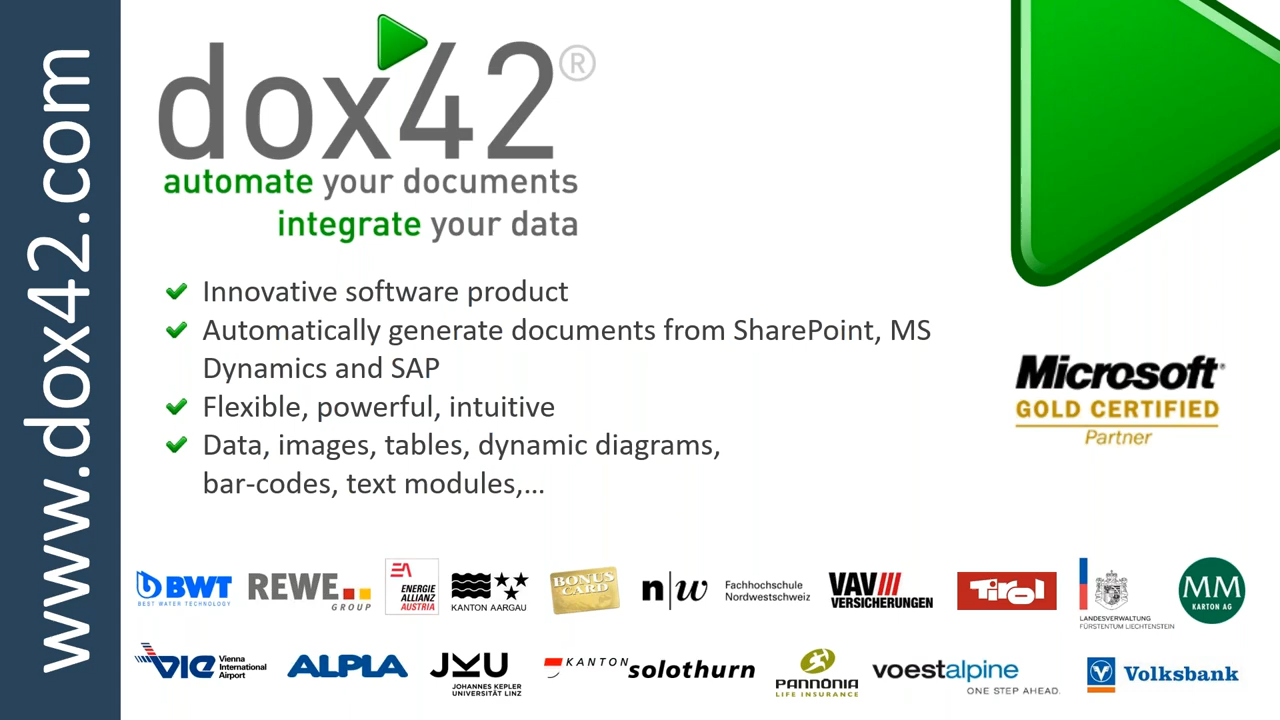 www.dox42.com
dox42®
automate your documents
integrate your data
Innovative software product
Automatically generate documents from SharePoint, MS
Dynamics and SAP
Flexible, powerful, intuitive
Data, images, tables, dynamic diagrams,
bar-codes, text modules,...
Microsoft®
GOLD CERTIFIED
Partner
BWT
BEST WATER TECHNOLOGY
REWE
GROUP
EA
ENERGIE
ALLIANZ
AUSTRIA
KANTON AARGAU
BONUS
CARD
n|w
Fachhochschule
Nordwestschweiz
VAV
VERSICHERUNGEN
Tirol
LANDESVERWALTUNG
FÜRSTENTUM LIECHTENSTEIN
MM
KARTON AG
VIE
Vienna
International
Airport
ALPLA
JKU
JOHANNES KEPLER
UNIVERSITÄT LINZ
KANTON solothurn
PANNONIA
LIFE INSURANCE
voestalpine
ONE STEP AHEAD.
Volksbank